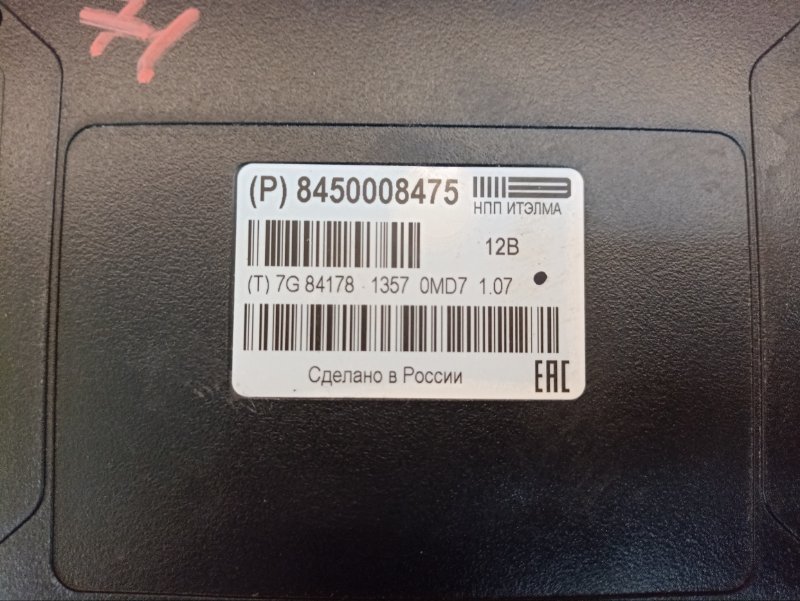 (P) 8450008475
НПП ИТЭЛМА
12В
(T) 7G 84178 1357 0MD7 1.07
Сделано в России
EAC